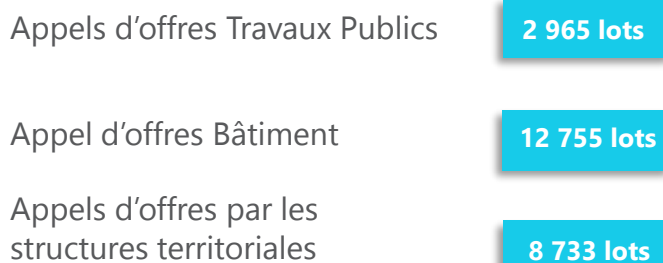 Appels d’offres Travaux Publics
2 965 lots
Appel d’offres Bâtiment
12 755 lots
Appels d’offres par les
structures territoriales
8 733 lots